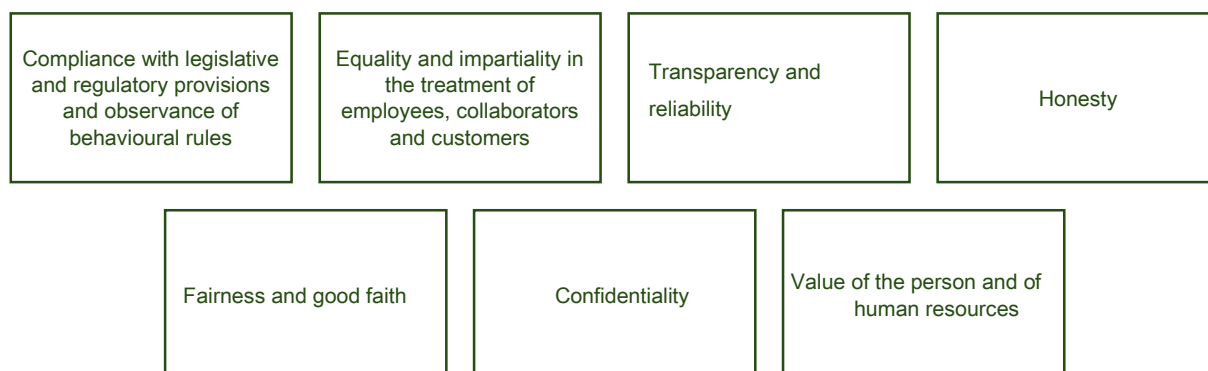 Compliance with legislative
and regulatory provisions
and observance of
behavioural rules
Equality and impartiality in
the treatment of
employees, collaborators
and customers
Transparency and
reliability
Honesty
Fairness and good faith
Confidentiality
Value of the person and of
human resources